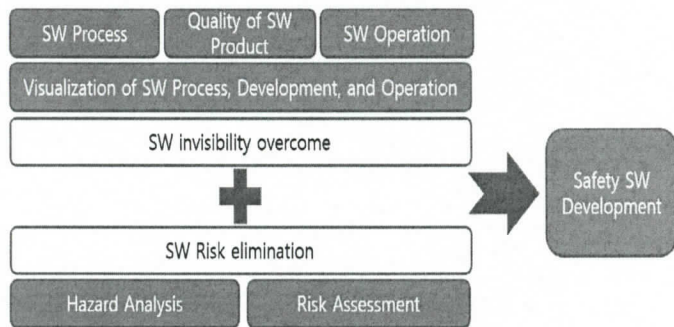 SW Process
Quality of SW
Product
SW Operation
Visualization of SW Process, Development, and Operation
SW invisibility overcome
SW Risk elimination
Hazard Analysis
Risk Assessment
Safety SW
Development